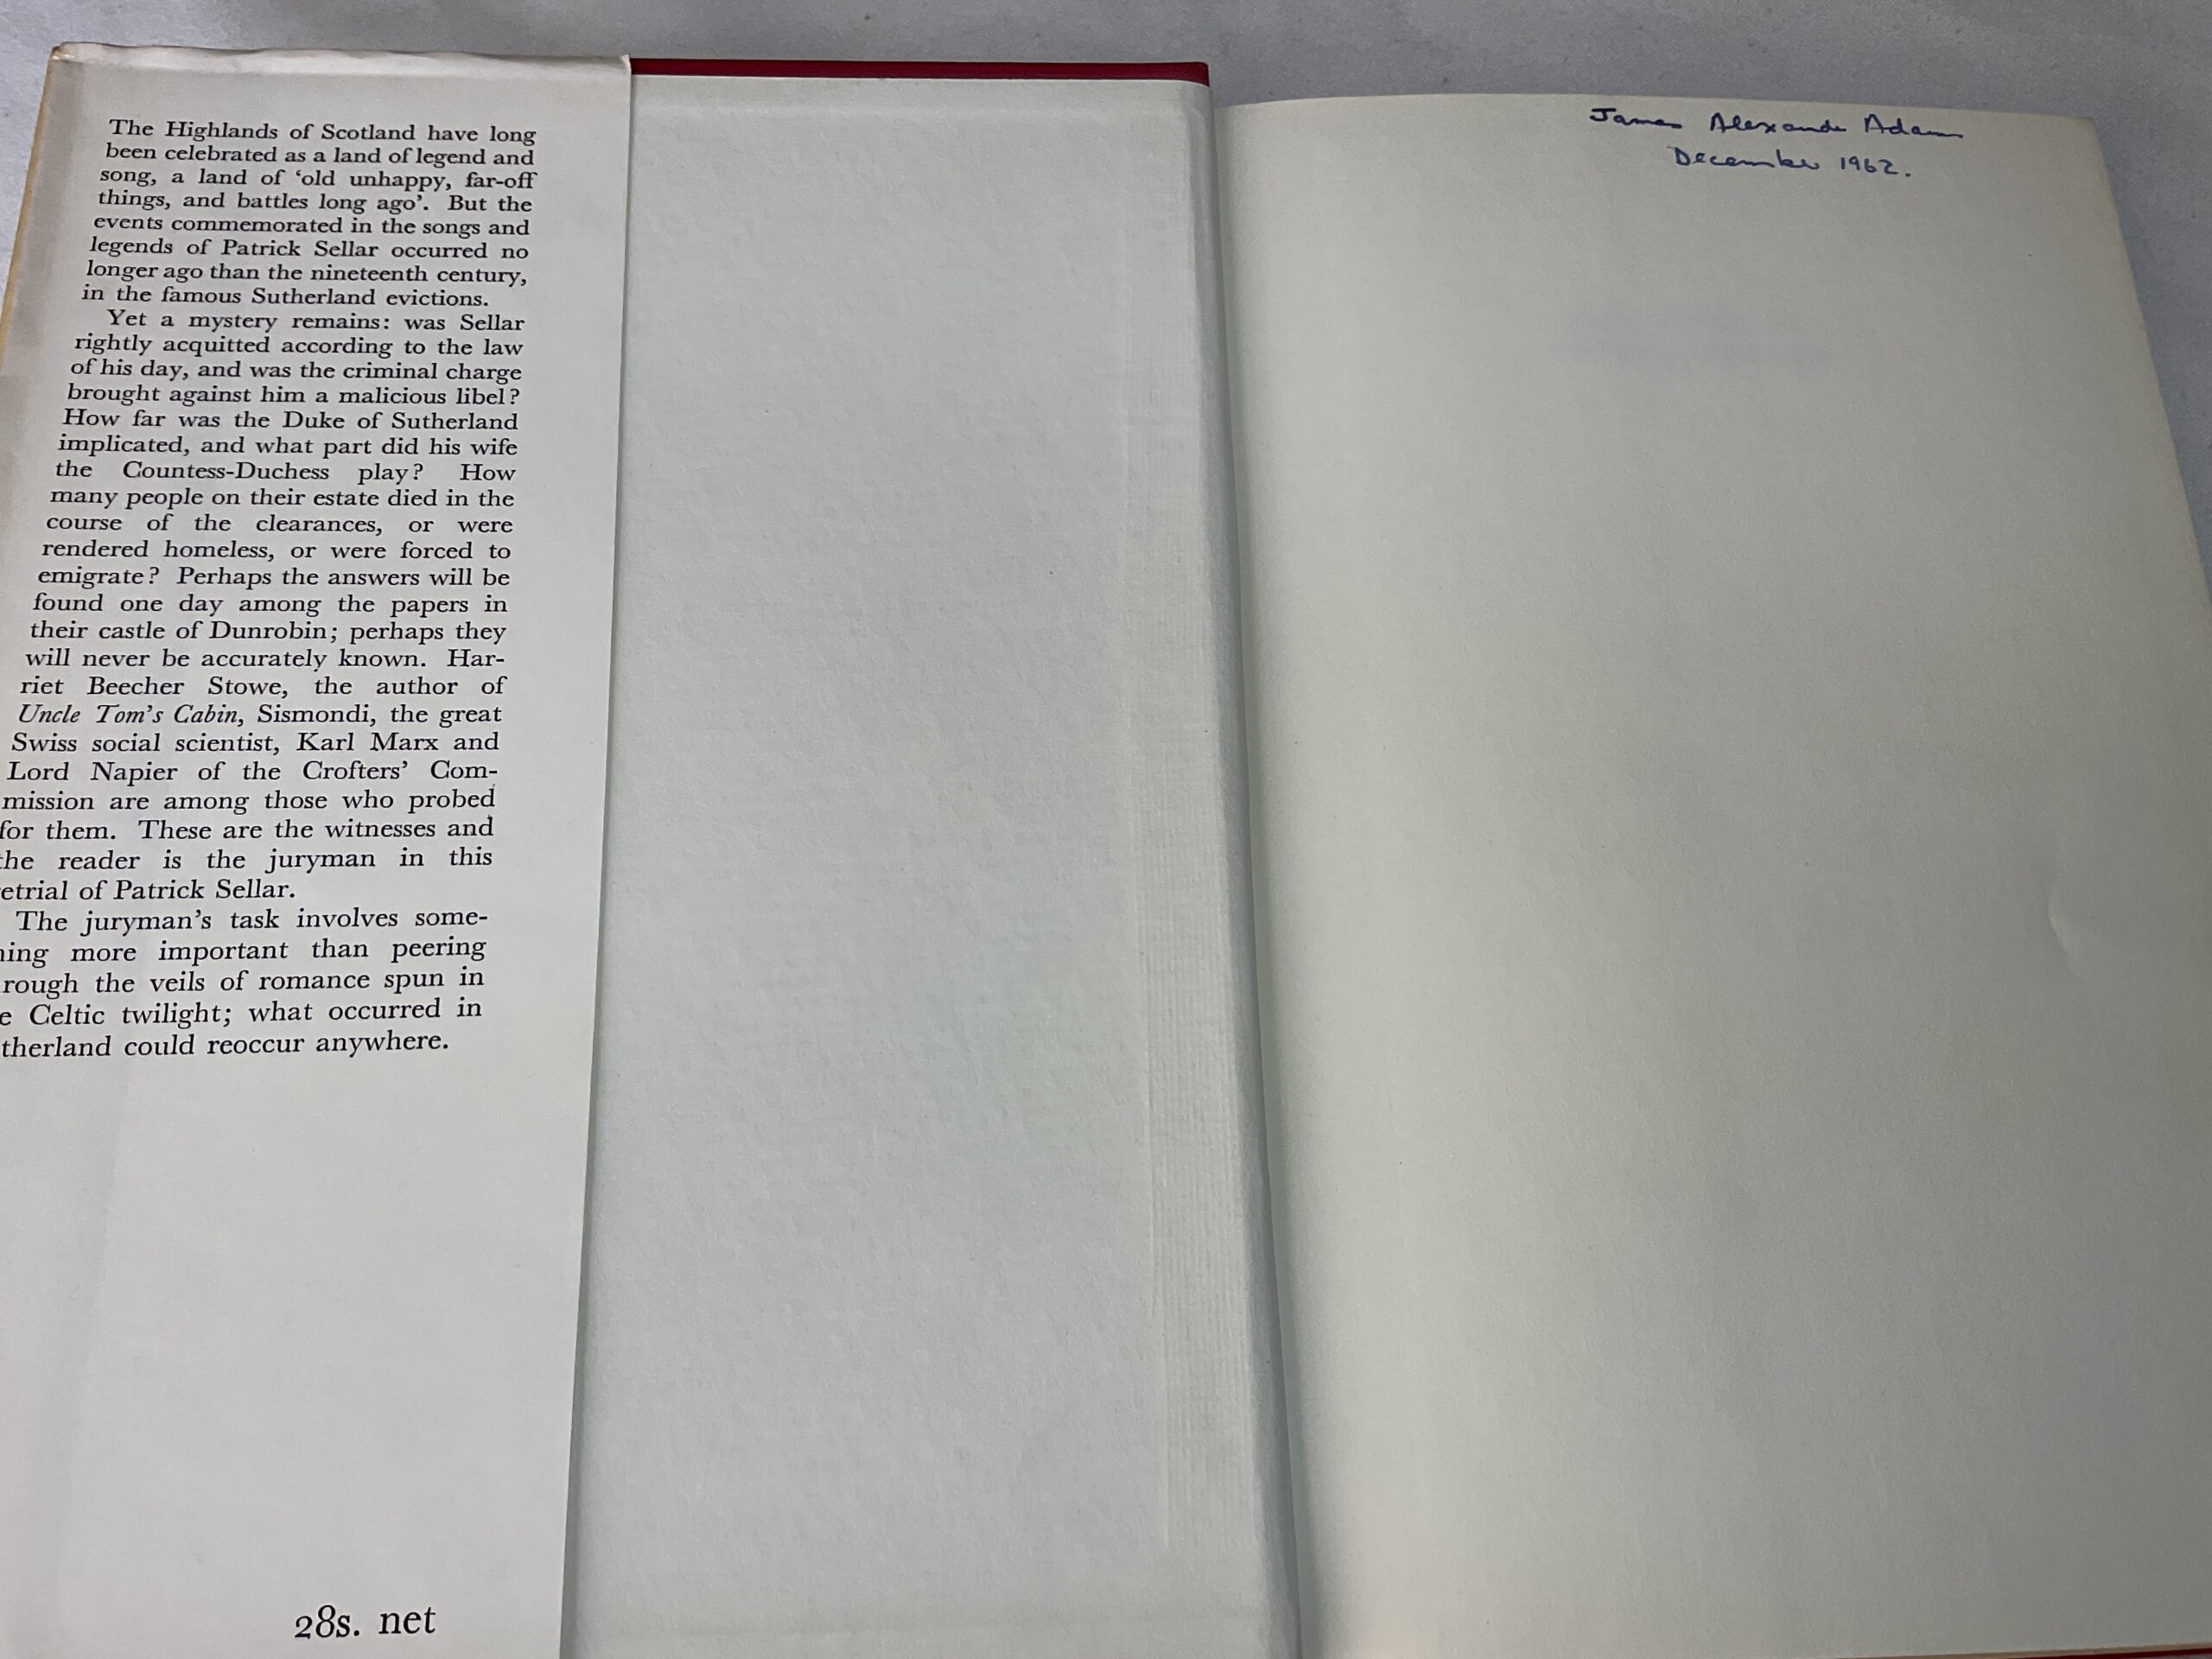 The Highlands of Scotland have long
been celebrated as a land of legend and
song, a land of ‘old unhappy, far-off
things, and battles long ago’. But the
events commemorated in the songs and
legends of Patrick Sellar occurred no
longer ago than the nineteenth century,
in the famous Sutherland evictions.
Yet a mystery remains: was Sellar
rightly acquitted according to the law
of his day, and was the criminal charge
brought against him a malicious libel?
How far was the Duke of Sutherland
implicated, and what part did his wife
the Countess-Duchess play? How
many people on their estate died in the
course of the clearances, or were
rendered homeless, or were forced to
emigrate? Perhaps the answers will be
found one day among the papers in
their castle of Dunrobin; perhaps they
will never be accurately known. Har-
riet Beecher Stowe, the author of
Uncle Tom’s Cabin, Sismondi, the great
Swiss social scientist, Karl Marx and
Lord Napier of the Crofters’ Com-
mission are among those who probed
for them. These are the witnesses and
the reader is the juryman in this
etrial of Patrick Sellar.
The juryman’s task involves some-
hing more important than peering
rough the veils of romance spun in
e Celtic twilight; what occurred in
therland could reoccur anywhere.
28s. net
James Alexander Adam
December 1962.